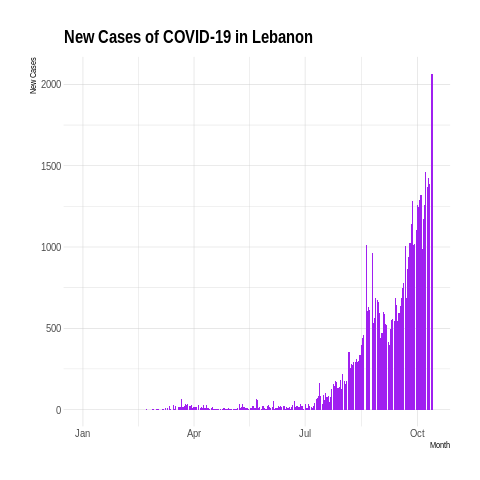 New Cases of COVID-19 in Lebanon
New Cases
2000
1500
1000
500
0
Jan
Apr
Jul
Oct
Month